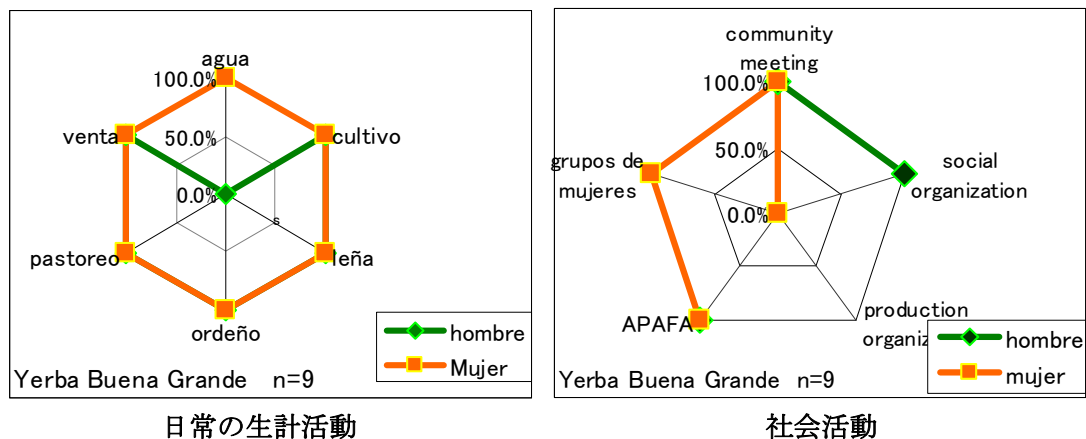 agua
100.0%
venta
cultivo
50.0%
0.0%
s
pastoreo
leña
ordeño
hombre
Mujer
Yerba Buena Grande n=9
日常の生計活動
community
meeting
100.0%
50.0%
grupos de
mujeres
social
organization
0.0%
APAFA
production
organiz
hombre
mujer
Yerba Buena Grande n=9
社会活動